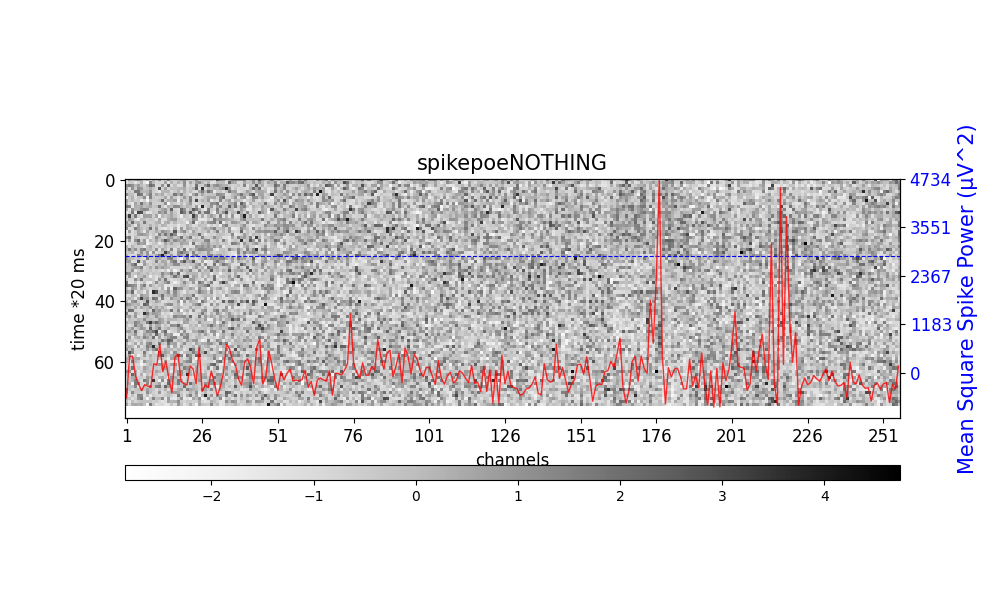 spikepoeNOTHING
0
20
40
60
time *20 ms
4734
3551
2367
1183
0
Mean Square Spike Power (µV^2)
1 26 51 76 101 126 151 176 201 226 251
channels
−2 −1 0 1 2 3 4